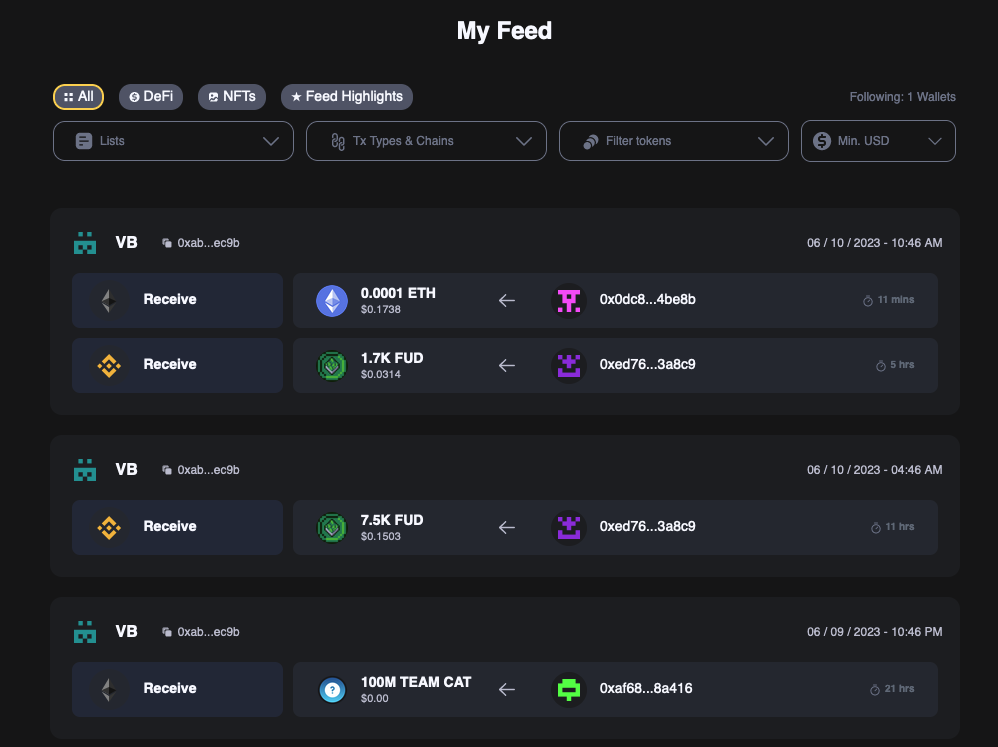 My Feed
All DeFi NFTs Feed Highlights Following: 1 Wallets
Lists Tx Types & Chains Filter tokens Min. USD
VB 0xab...ec9b 06 / 10 / 2023 - 10:46 AM
Receive 0.0001 ETH 0x0dc8...4be8b 11 mins
$0.1738
Receive 1.7K FUD 0xed76...3a8c9 5 hrs
$0.0314
VB 0xab...ec9b 06 / 10 / 2023 - 04:46 AM
Receive 7.5K FUD 0xed76...3a8c9 11 hrs
$0.1503
VB 0xab...ec9b 06 / 09 / 2023 - 10:46 PM
Receive 100M TEAM CAT 0xaf68...8a416 21 hrs
$0.00